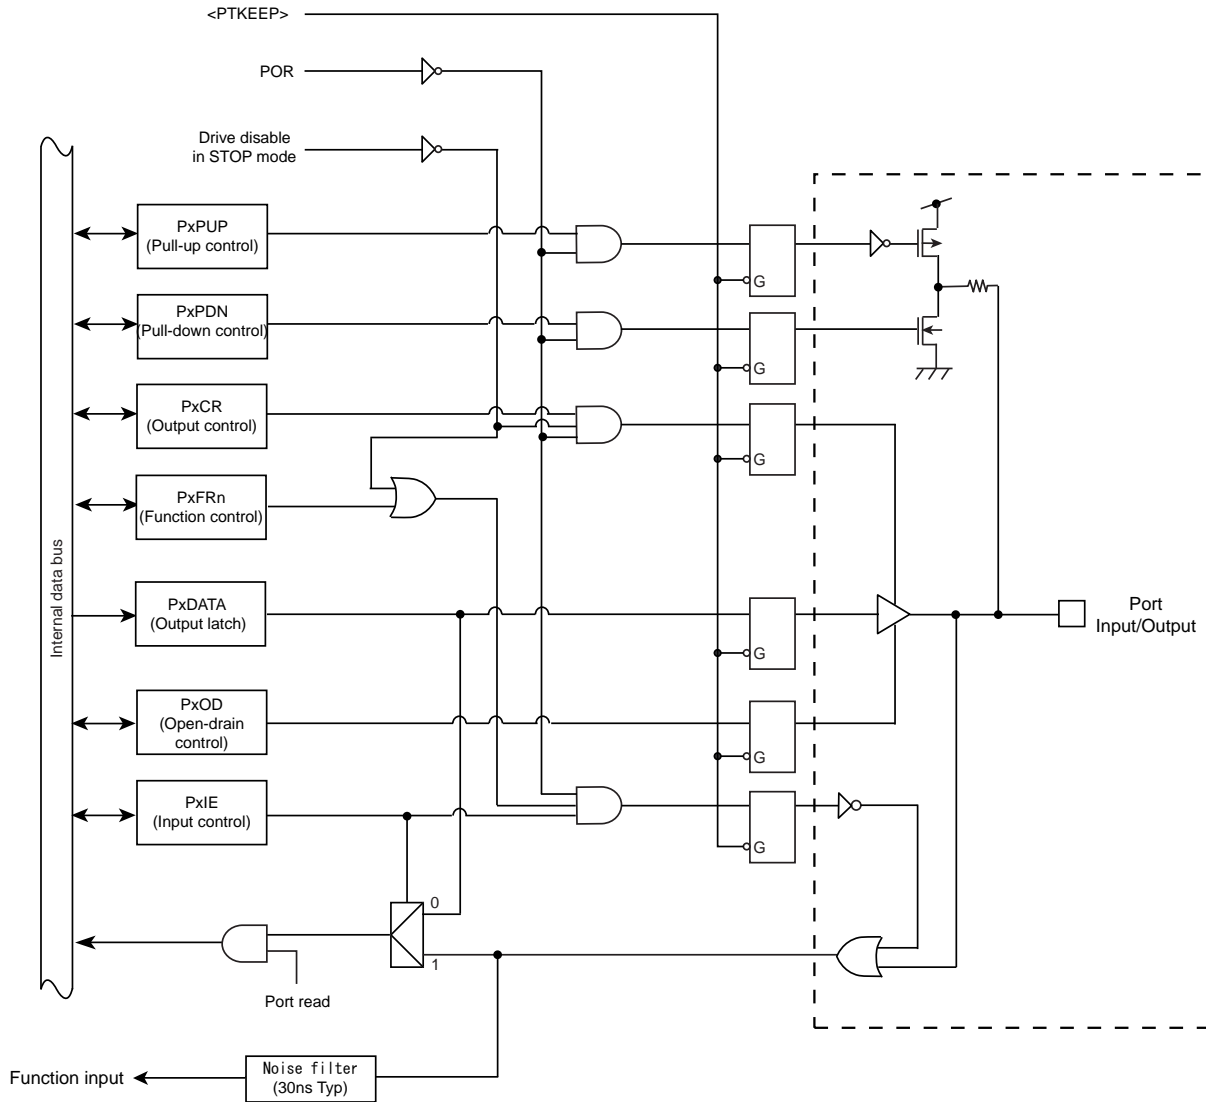 <PTKEEP>
POR
Drive disable
in STOP mode
PxPUP
(Pull-up control)
G
PxPDN
(Pull-down control)
G
PxCR
(Output control)
G
PxFRn
(Function control)
Internal data bus
PxDATA
(Output latch)
G
Port
Input/Output
PxOD
(Open-drain
control)
G
PxIE
(Input control)
G
0
1
Port read
Function input
Noise filter
(30ns Typ)